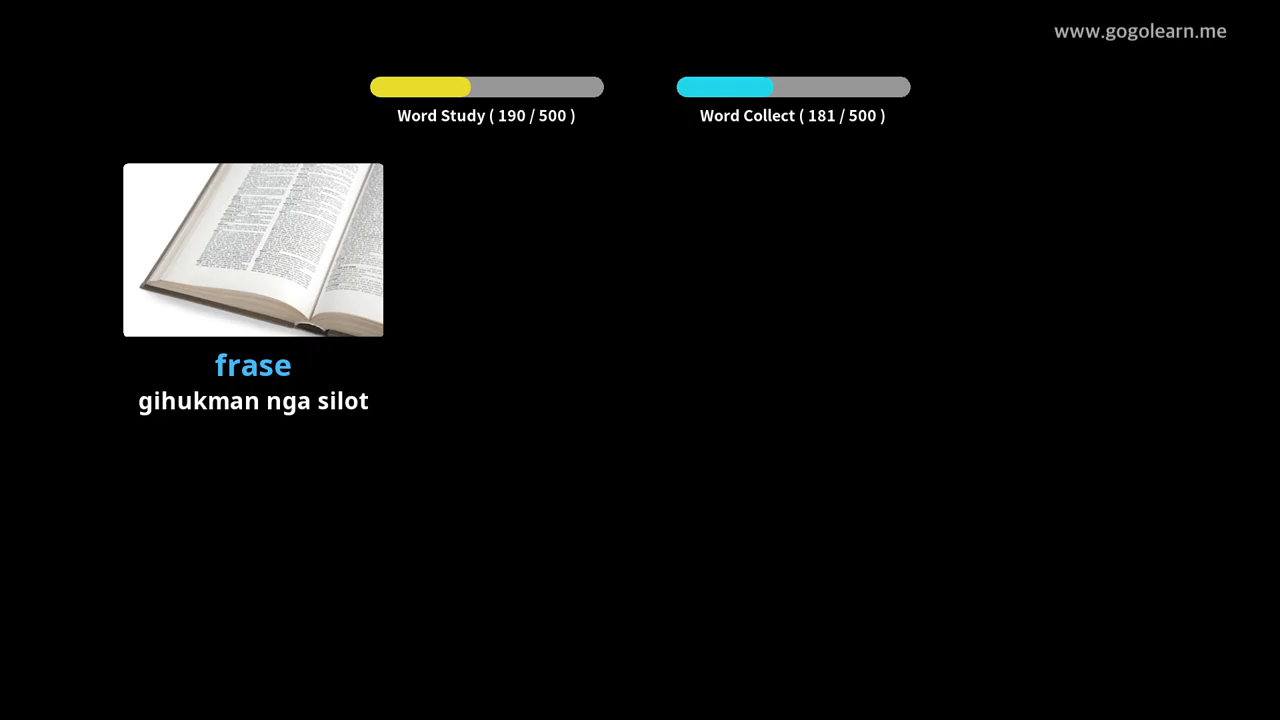 www.gogolearn.me
Word Study ( 190 / 500 )
Word Collect ( 181 / 500 )
frase
gihukman nga silot